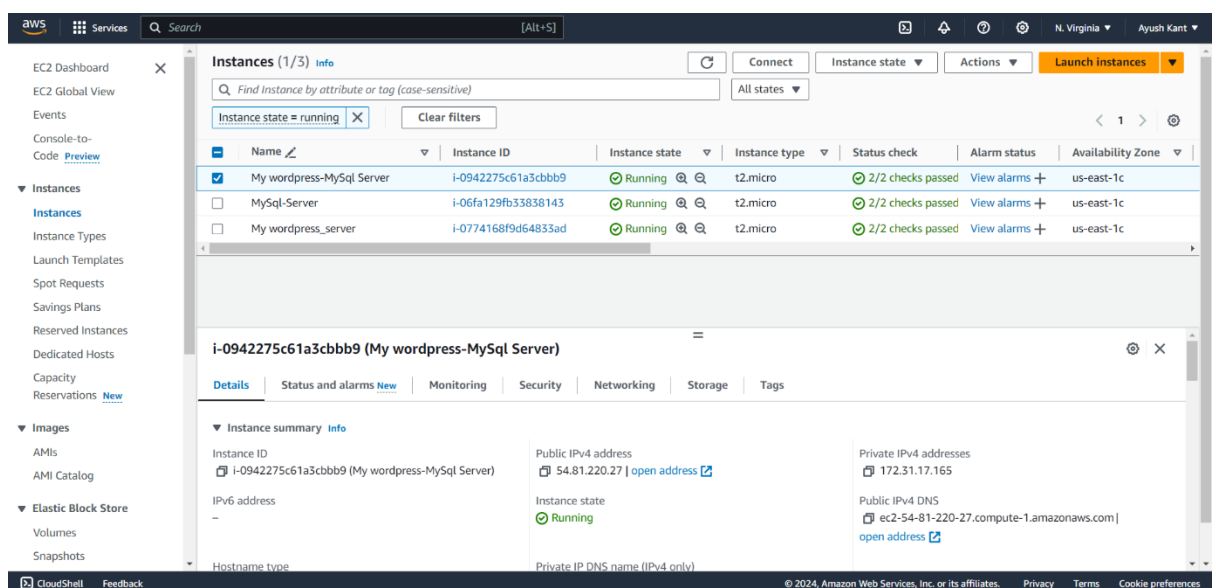 aws Services Search [Alt+S] N. Virginia ▼ Ayush Kant ▼
EC2 Dashboard
EC2 Global View
Events
Console-to-
Code Preview
Instances
Instances
Instance Types
Launch Templates
Spot Requests
Savings Plans
Reserved Instances
Dedicated Hosts
Capacity
Reservations New
Images
AMIs
AMI Catalog
Elastic Block Store
Volumes
Snapshots
Instances (1/3) Info Connect Instance state ▼ Actions ▼ Launch instances ▼
Find Instance by attribute or tag (case-sensitive) All states ▼
Instance state = running X Clear filters
< 1 >
Name Instance ID Instance state Instance type Status check Alarm status Availability Zone
My wordpress-MySql Server i-0942275c61a3cbbb9 Running t2.micro 2/2 checks passed View alarms + us-east-1c
MySql-Server i-06fa129fb33838143 Running t2.micro 2/2 checks passed View alarms + us-east-1c
My wordpress_server i-0774168f9d64833ad Running t2.micro 2/2 checks passed View alarms + us-east-1c
i-0942275c61a3cbbb9 (My wordpress-MySql Server)
Details Status and alarms New Monitoring Security Networking Storage Tags
Instance summary Info
Instance ID Public IPv4 address Private IPv4 addresses
i-0942275c61a3cbbb9 (My wordpress-MySql Server) 54.81.220.27 | open address 172.31.17.165
IPv6 address Instance state Public IPv4 DNS
– Running ec2-54-81-220-27.compute-1.amazonaws.com |
open address
Hostname type Private IP DNS name (IPv4 only)
CloudShell Feedback © 2024, Amazon Web Services, Inc. or its affiliates. Privacy Terms Cookie preferences